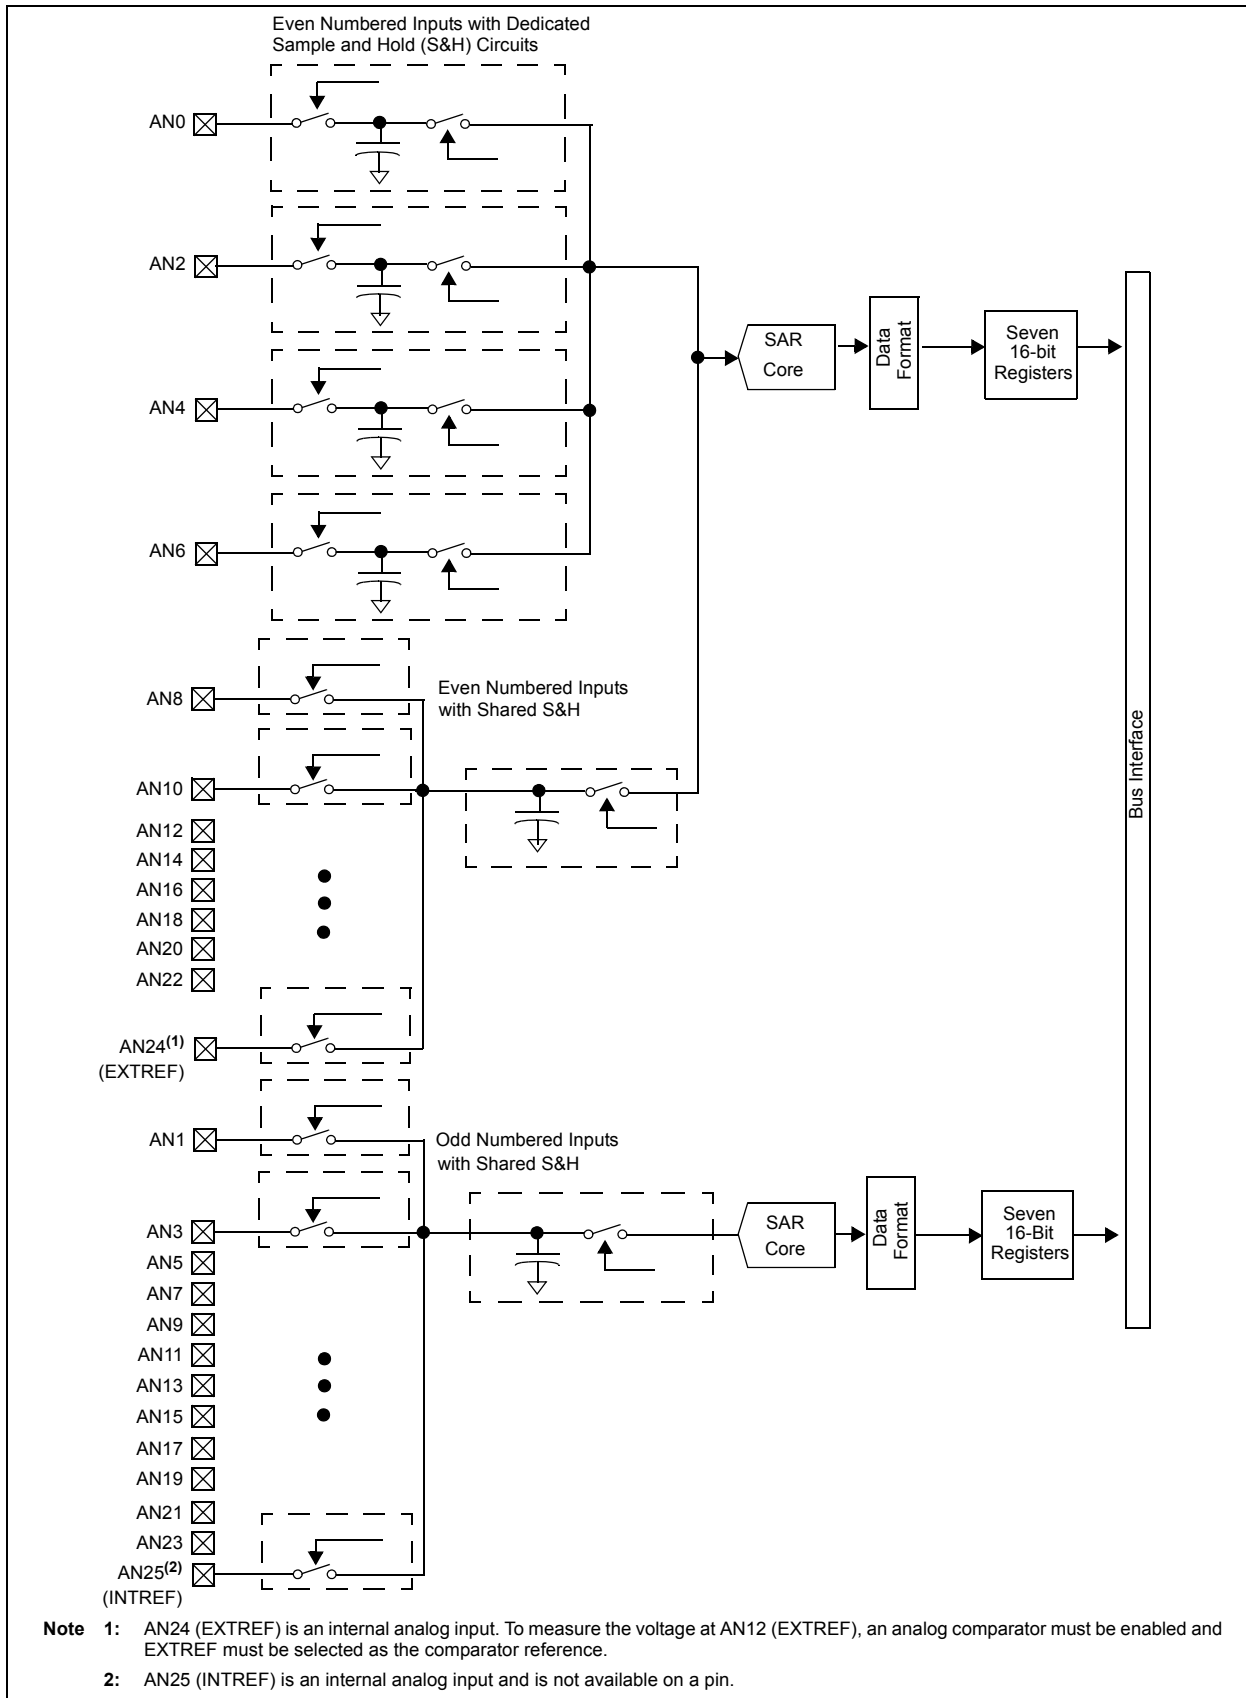 Even Numbered Inputs with Dedicated
Sample and Hold (S&H) Circuits
AN0
AN2
SAR
Core
Data
Format
Seven
16-bit
Registers
AN4
AN6
Even Numbered Inputs
with Shared S&H
AN8
Bus Interface
AN10
AN12
AN14
AN16
AN18
AN20
AN22
AN24(1)
(EXTREF)
AN1
Odd Numbered Inputs
with Shared S&H
AN3
SAR
Core
Data
Format
Seven
16-Bit
Registers
AN5
AN7
AN9
AN11
AN13
AN15
AN17
AN19
AN21
AN23
AN25(2)
(INTREF)
Note 1: AN24 (EXTREF) is an internal analog input. To measure the voltage at AN12 (EXTREF), an analog comparator must be enabled and
EXTREF must be selected as the comparator reference.
2: AN25 (INTREF) is an internal analog input and is not available on a pin.